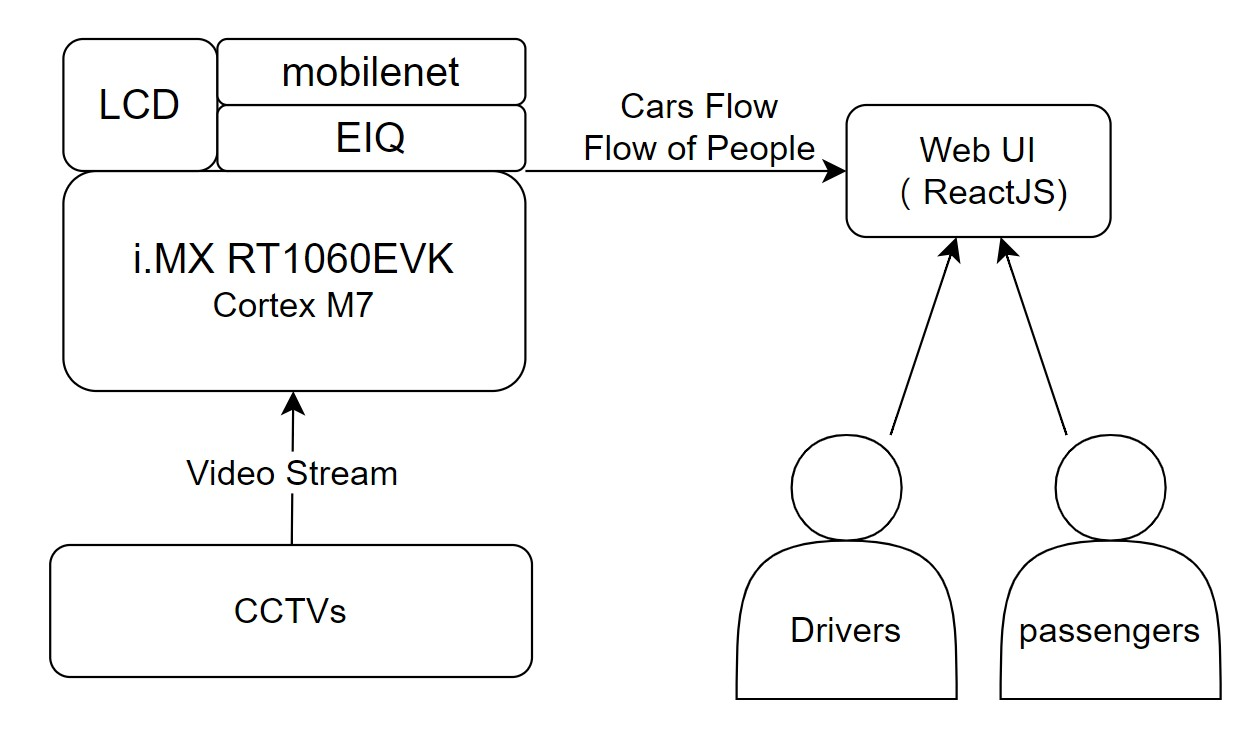 LCD
mobilenet
EIQ
Cars Flow
Flow of People
Web UI
( ReactJS)
i.MX RT1060EVK
Cortex M7
Video Stream
CCTVs
Drivers
passengers